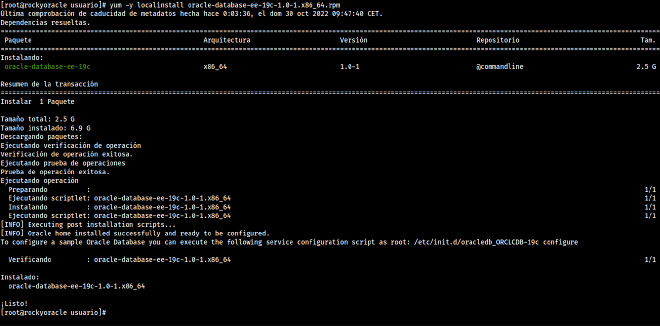 [root@rockyoracle usuario]# yum -y localinstall oracle-database-ee-19c-1.0-1.x86_64.rpm
Última comprobación de caducidad de metadatos hecha hace 0:03:36, el dom 30 oct 2022 09:47:40 CET.
Dependencias resueltas.
================================================================================
Paquete Arquitectura Versión Repositorio Tam.
================================================================================
Instalando:
oracle-database-ee-19c x86_64 1.0-1 @commandline 2.5 G

Resumen de la transacción
================================================================================
Instalar 1 Paquete

Tamaño total: 2.5 G
Tamaño instalado: 6.9 G
Descargando paquetes:
Ejecutando verificación de operación
Verificación de operación exitosa.
Ejecutando prueba de operaciones
Prueba de operación exitosa.
Ejecutando operación
Preparando : 1/1
Ejecutando scriptlet: oracle-database-ee-19c-1.0-1.x86_64 1/1
Instalando : oracle-database-ee-19c-1.0-1.x86_64 1/1
Ejecutando scriptlet: oracle-database-ee-19c-1.0-1.x86_64 1/1
[INFO] Executing post installation scripts...
[INFO] Oracle home installed successfully and ready to be configured.
To configure a sample Oracle Database you can execute the following service configuration script as root: /etc/init.d/oracledb_ORCLCDB-19c configure

Verificando : oracle-database-ee-19c-1.0-1.x86_64 1/1

Instalado:
oracle-database-ee-19c-1.0-1.x86_64

¡Listo!
[root@rockyoracle usuario]#